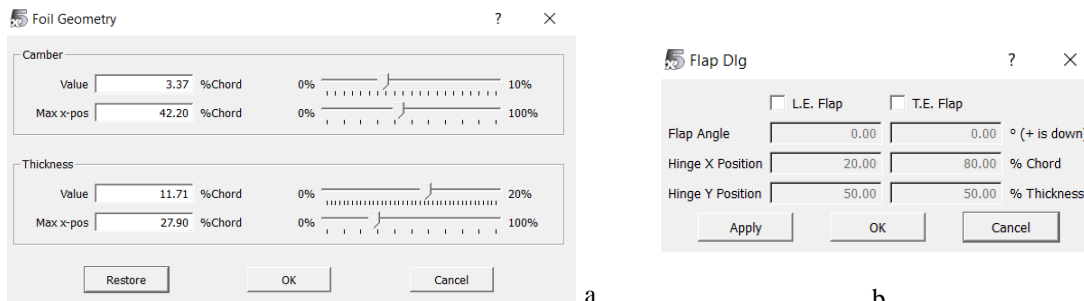 Foil Geometry ?
Camber
Value 3.37 %Chord 0% 10%
Max x-pos 42.20 %Chord 0% 100%
Thickness
Value 11.71 %Chord 0% 20%
Max x-pos 27.90 %Chord 0% 100%
Restore OK Cancel
a
Flap Dlg ?
L.E. Flap T.E. Flap
Flap Angle 0.00 0.00 ° (+ is down)
Hinge X Position 20.00 80.00 % Chord
Hinge Y Position 50.00 50.00 % Thickness
Apply OK Cancel
b